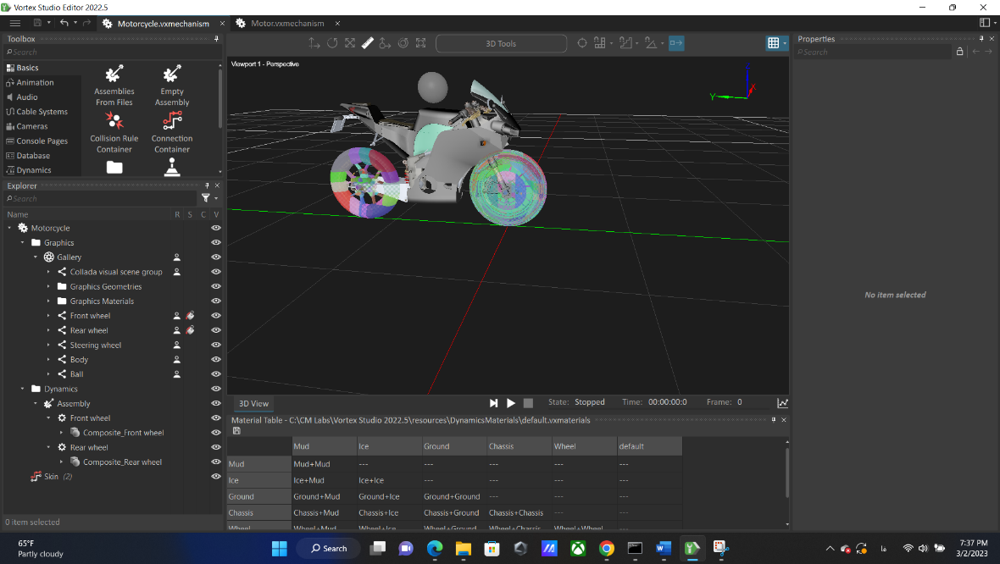 Vortex Studio Editor 2022.5
Motorcycle.vxmechanism
Motor.vxmechanism
Toolbox
Search
Basics
Animation
Audio
Cable Systems
Cameras
Console Pages
Database
Dynamics
Assemblies From Files
Empty Assembly
Collision Rule Container
Connection Container
Explorer
Search
Name R S C V
Motorcycle
Graphics
Gallery
Collada visual scene group
Graphics Geometries
Graphics Materials
Front wheel
Rear wheel
Steering wheel
Body
Ball
Dynamics
Assembly
Front wheel
Composite_Front wheel
Rear wheel
Composite_Rear wheel
Skin (2)
0 item selected
3D Tools
Viewport 1 - Perspective
Y
X
3D View
State: Stopped Time: 00:00:00:0 Frame: 0
Material Table - C:\CM Labs\Vortex Studio 2022.5\resources\DynamicsMaterials\default.vxmaterials
Mud Ice Ground Chassis Wheel default
Mud Mud+Mud --- --- --- --- ---
Ice Ice+Mud Ice+Ice --- --- --- ---
Ground Ground+Mud Ground+Ice Ground+Ground --- --- ---
Chassis Chassis+Mud Chassis+Ice Chassis+Ground Chassis+Chassis --- ---
Wheel Wheel+Mud Wheel+Ice Wheel+Ground Wheel+Chassis Wheel+Wheel ---
Properties
Search
No item selected
65°F
Partly cloudy
Search
7:37 PM
3/2/2023